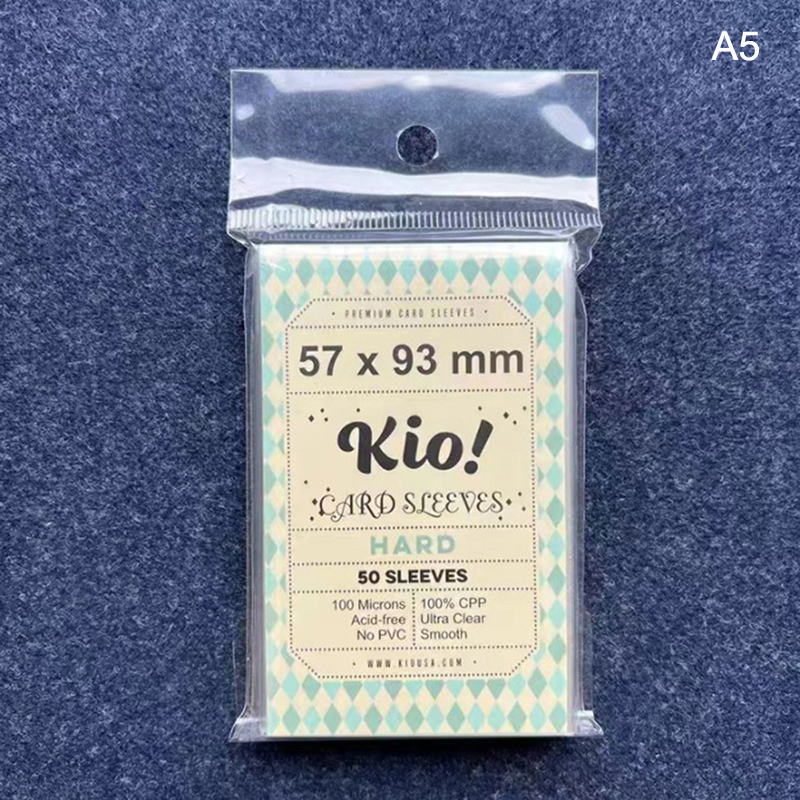 A5
• PREMIUM CARD SLEEVES •
57 x 93 mm
Kio!
CARD SLEEVES
HARD
50 SLEEVES
100 Microns 100% CPP
Acid-free Ultra Clear
No PVC Smooth
• WWW.KIOUSA.COM •